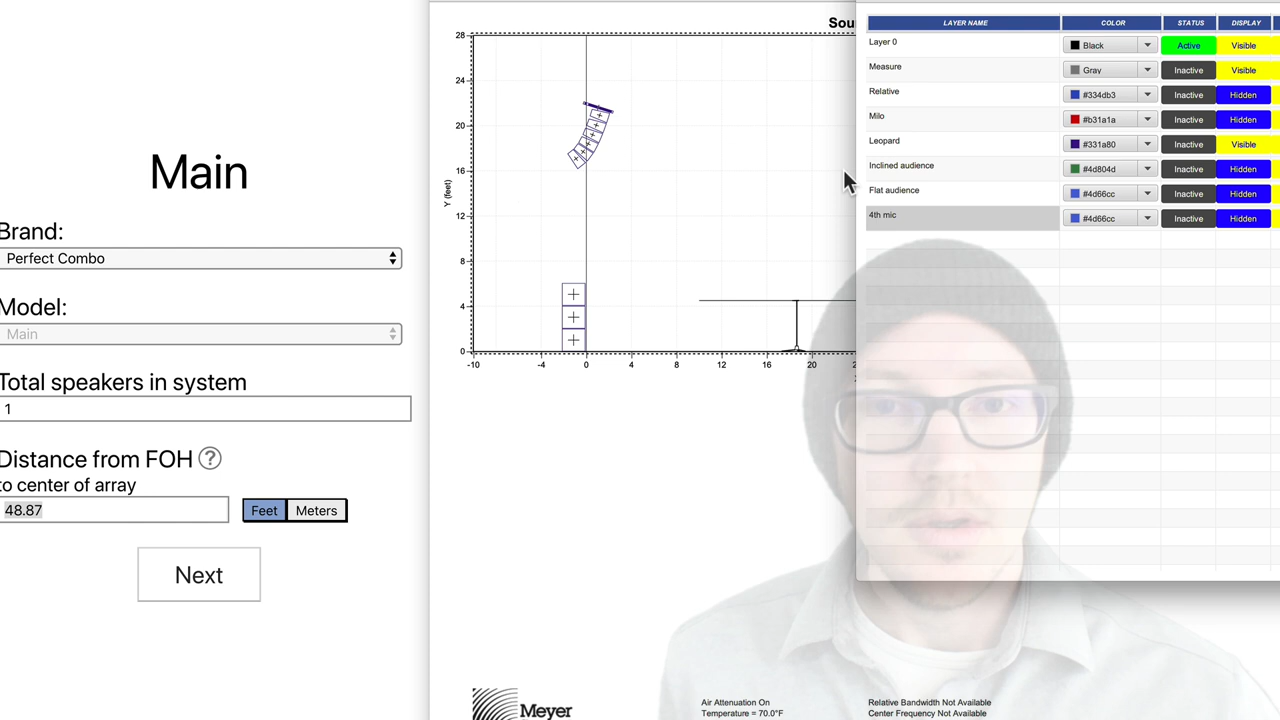 Main
Brand:
Perfect Combo
Model:
Main
Total speakers in system
1
Distance from FOH ?
to center of array
48.87
Feet Meters
Next
Sou
28
24
20
16
12
8
4
0
Y (feet)
-10 -4 0 4 8 12 16 20 2
Meyer
Air Attenuation On
Temperature = 70.0°F
Relative Bandwidth Not Available
Center Frequency Not Available
LAYER NAME COLOR STATUS DISPLAY
Layer 0 Black Active Visible
Measure Gray Inactive Visible
Relative #334db3 Inactive Hidden
Milo #b31a1a Inactive Hidden
Leopard #331a80 Inactive Visible
Inclined audience #4d804d Inactive Hidden
Flat audience #4d66cc Inactive Hidden
4th mic #4d66cc Inactive Hidden